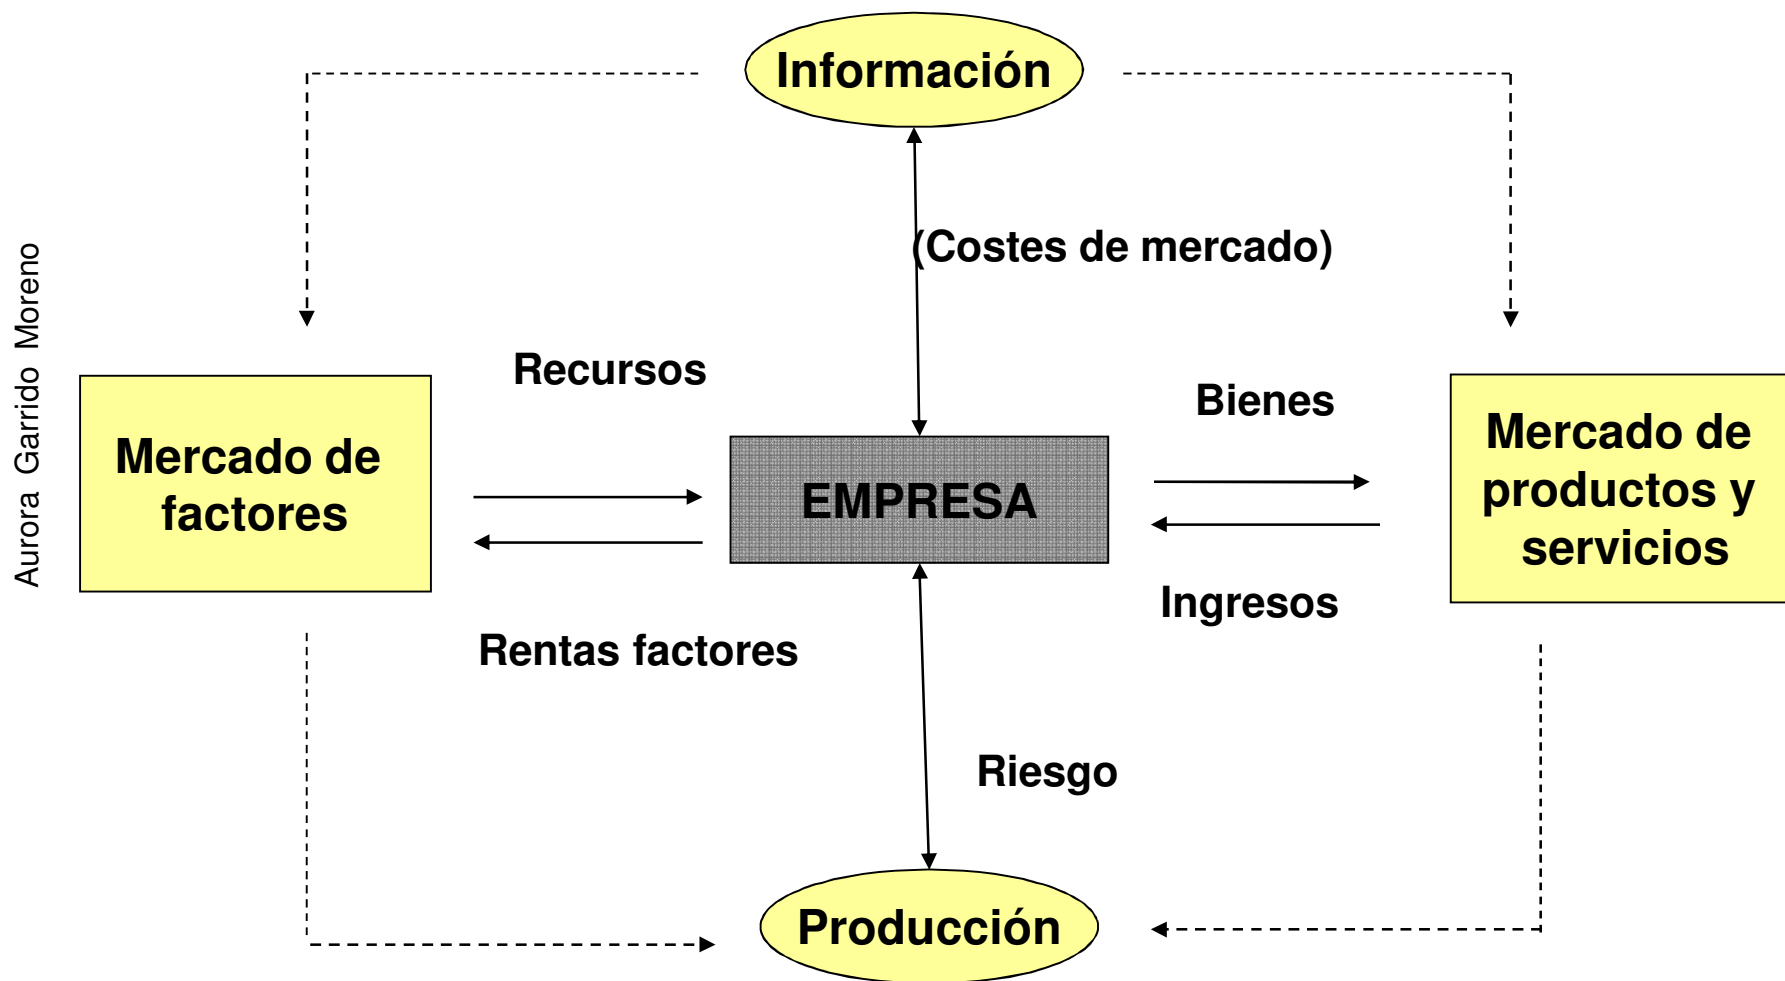 Información
(Costes de mercado)
Aurora Garrido Moreno
Recursos
Bienes
Mercado de
factores
EMPRESA
Mercado de
productos y
servicios
Rentas factores
Ingresos
Riesgo
Producción